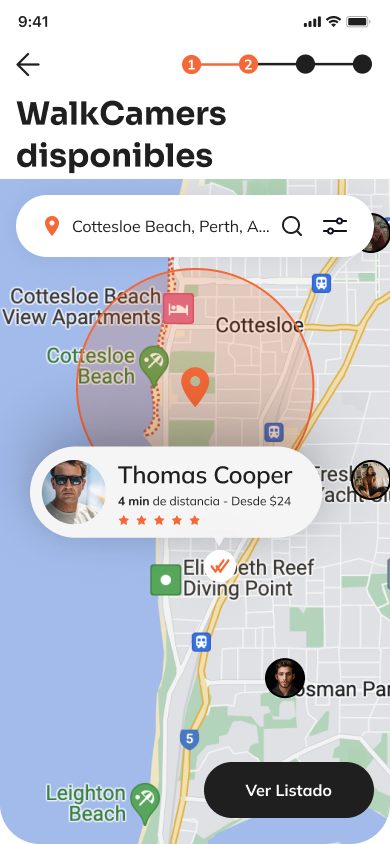 9:41
1 2
WalkCamers
disponibles
Cottesloe Beach, Perth, A...
Cottesloe Beach
View Apartments
Cottesloe
Cottesloe
Beach
Thomas Cooper
4 min de distancia - Desde $24
Fresh
Yacht Cl
Eli beth Reef
Diving Point
osman Par
5
Leighton
Beach
Ver Listado